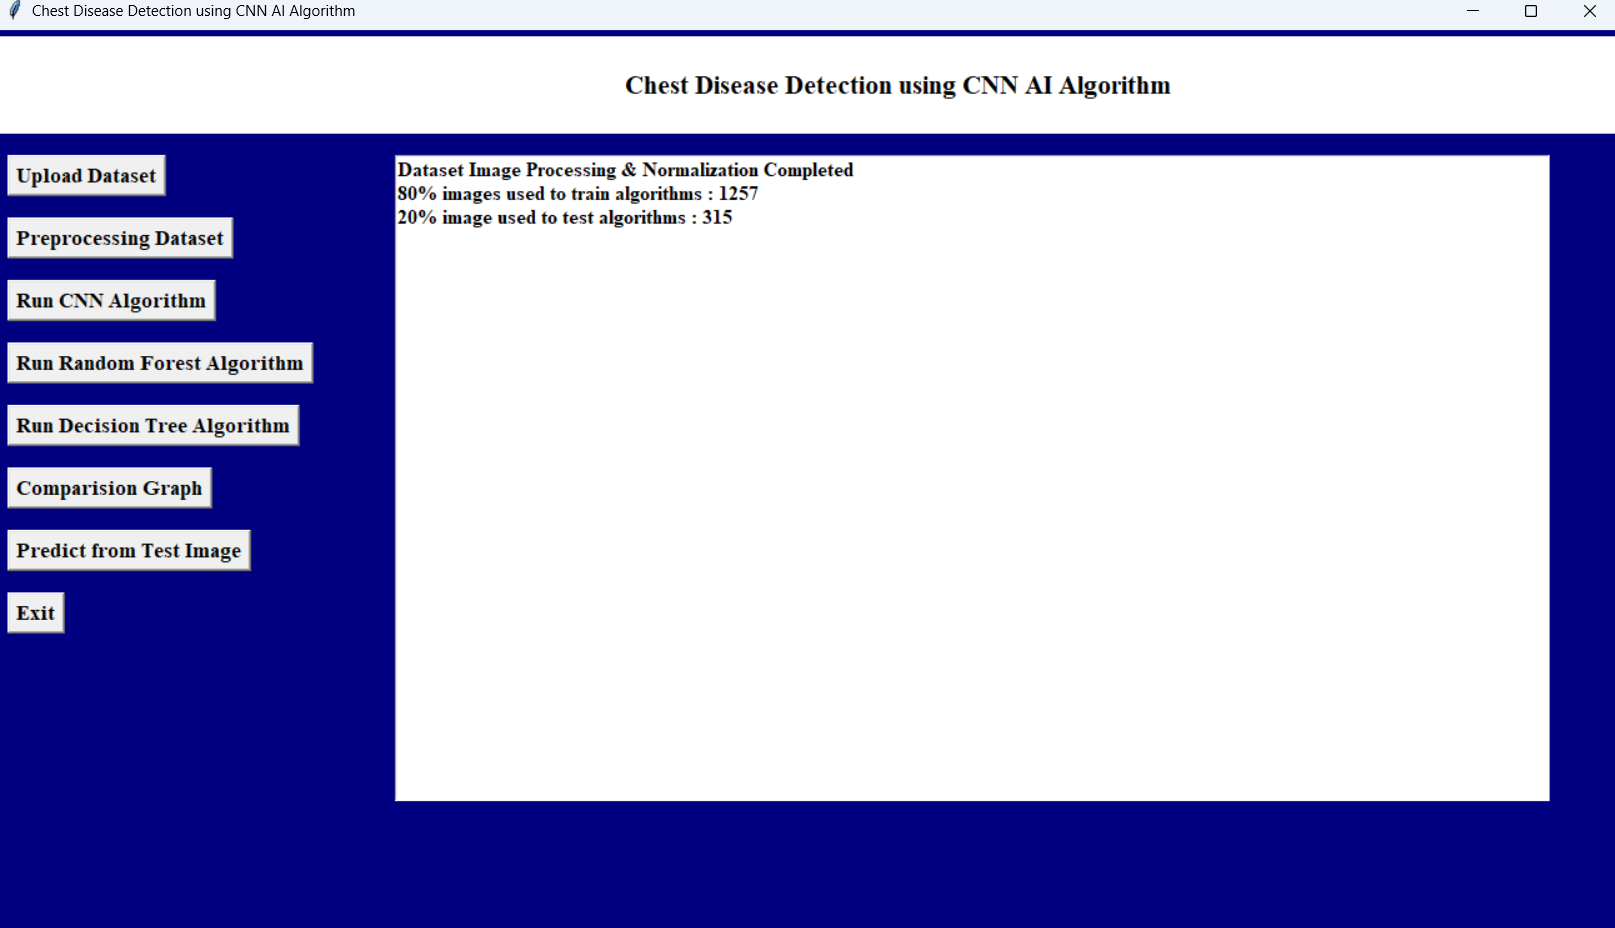 Chest Disease Detection using CNN AI Algorithm
Chest Disease Detection using CNN AI Algorithm
Upload Dataset
Preprocessing Dataset
Run CNN Algorithm
Run Random Forest Algorithm
Run Decision Tree Algorithm
Comparision Graph
Predict from Test Image
Exit
Dataset Image Processing & Normalization Completed
80% images used to train algorithms : 1257
20% image used to test algorithms : 315